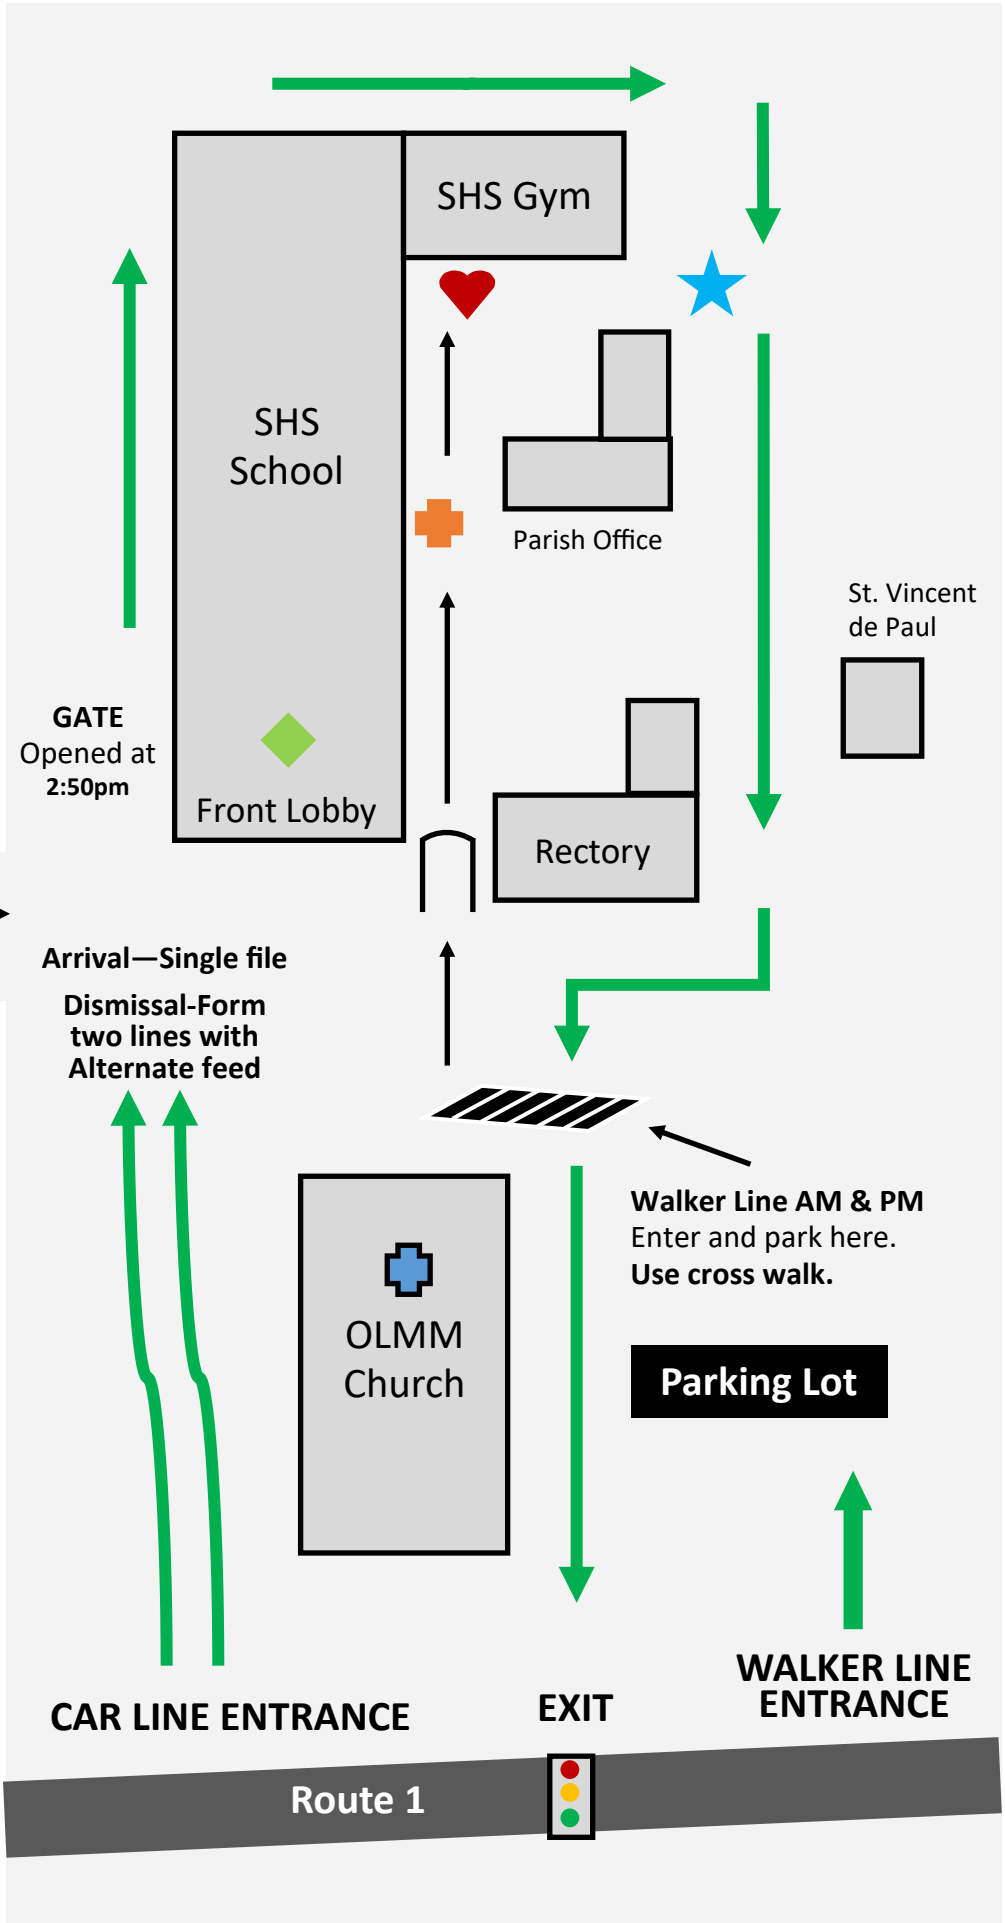 SHS Gym
SHS
School
Parish Office
St. Vincent
de Paul
GATE
Opened at
2:50pm
Front Lobby
Rectory
Arrival—Single file
Dismissal-Form
two lines with
Alternate feed
Walker Line AM & PM
Enter and park here.
Use cross walk.
OLMM
Church
Parking Lot
WALKER LINE
ENTRANCE
CAR LINE ENTRANCE
EXIT
Route 1